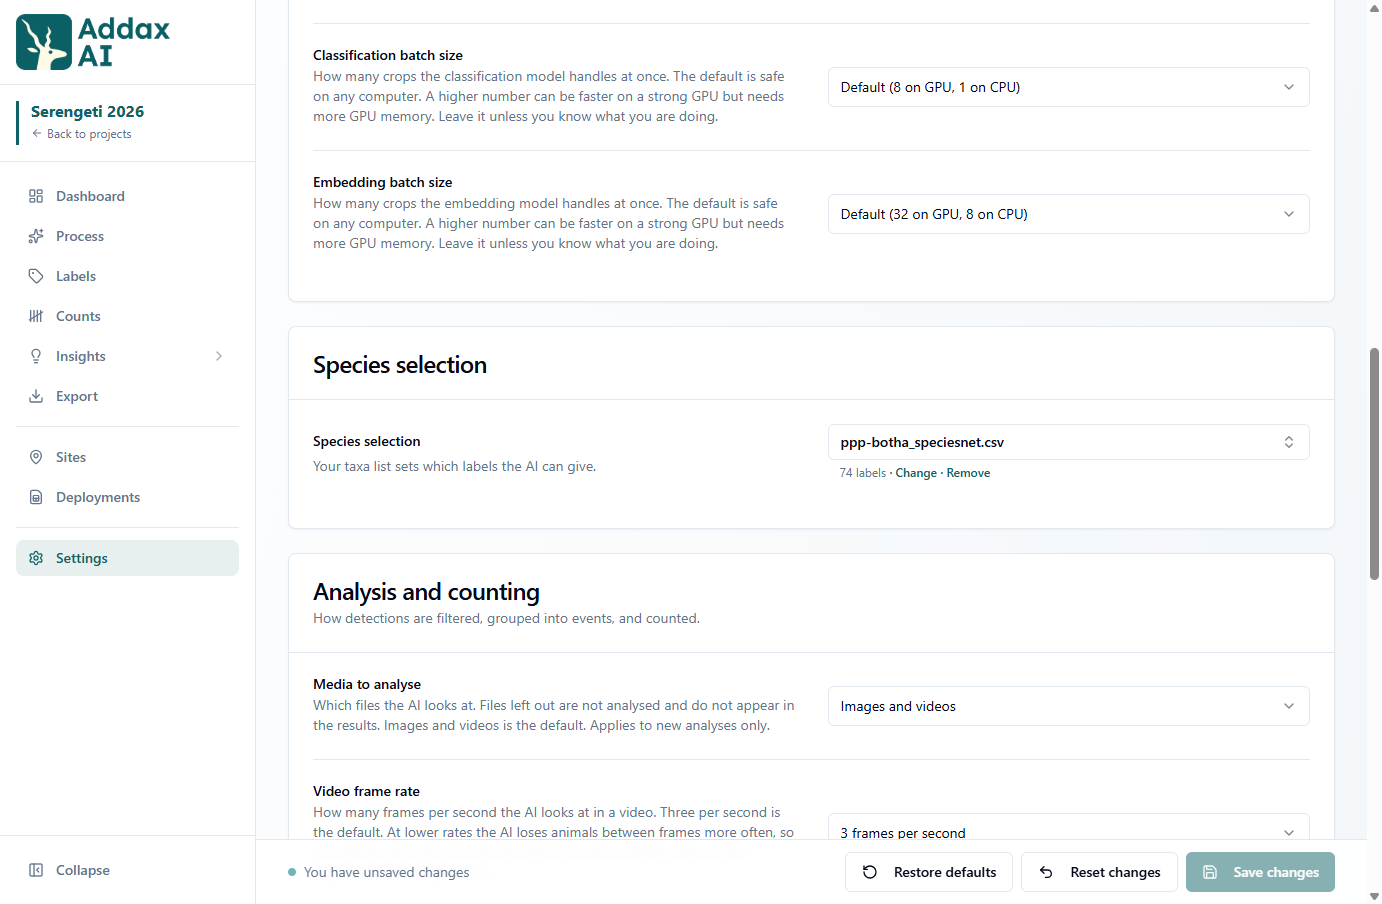 Addax
AI
Serengeti 2026
Back to projects
Dashboard
Process
Labels
Counts
Insights
Export
Sites
Deployments
Settings
Collapse
Classification batch size
How many crops the classification model handles at once. The default is safe
on any computer. A higher number can be faster on a strong GPU but needs
more GPU memory. Leave it unless you know what you are doing.
Default (8 on GPU, 1 on CPU)
Embedding batch size
How many crops the embedding model handles at once. The default is safe
on any computer. A higher number can be faster on a strong GPU but needs
more GPU memory. Leave it unless you know what you are doing.
Default (32 on GPU, 8 on CPU)
Species selection
Species selection
Your taxa list sets which labels the AI can give.
ppp-botha_speciesnet.csv
74 labels · Change · Remove
Analysis and counting
How detections are filtered, grouped into events, and counted.
Media to analyse
Which files the AI looks at. Files left out are not analysed and do not appear in
the results. Images and videos is the default. Applies to new analyses only.
Images and videos
Video frame rate
How many frames per second the AI looks at in a video. Three per second is
the default. At lower rates the AI loses animals between frames more often, so
3 frames per second
You have unsaved changes
Restore defaults
Reset changes
Save changes